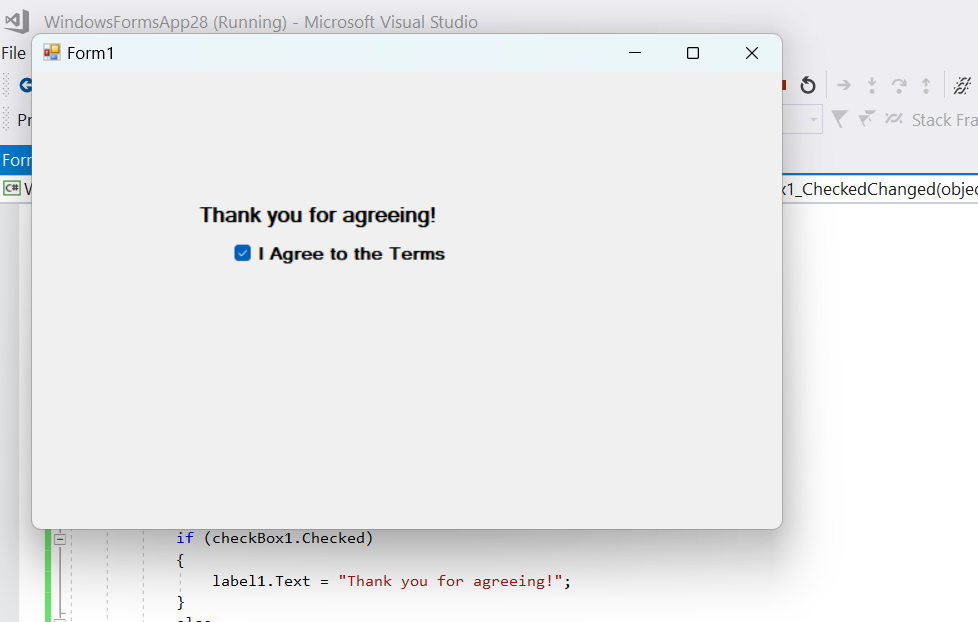 WindowsFormsApp28 (Running) - Microsoft Visual Studio
File
Form1
Pr
Stack Fra
Forr
C#
x1_CheckedChanged(objec
Thank you for agreeing!
I Agree to the Terms
if (checkBox1.Checked)
{
label1.Text = "Thank you for agreeing!";
}
else